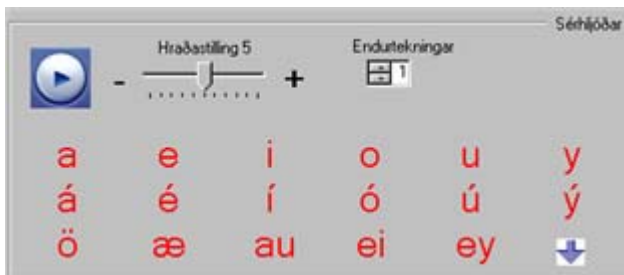 Sérhljóðar
Hraðastilling 5 Endurtekningar
- + 1
a e i o u y
á é í ó ú ý
ö æ au ei ey